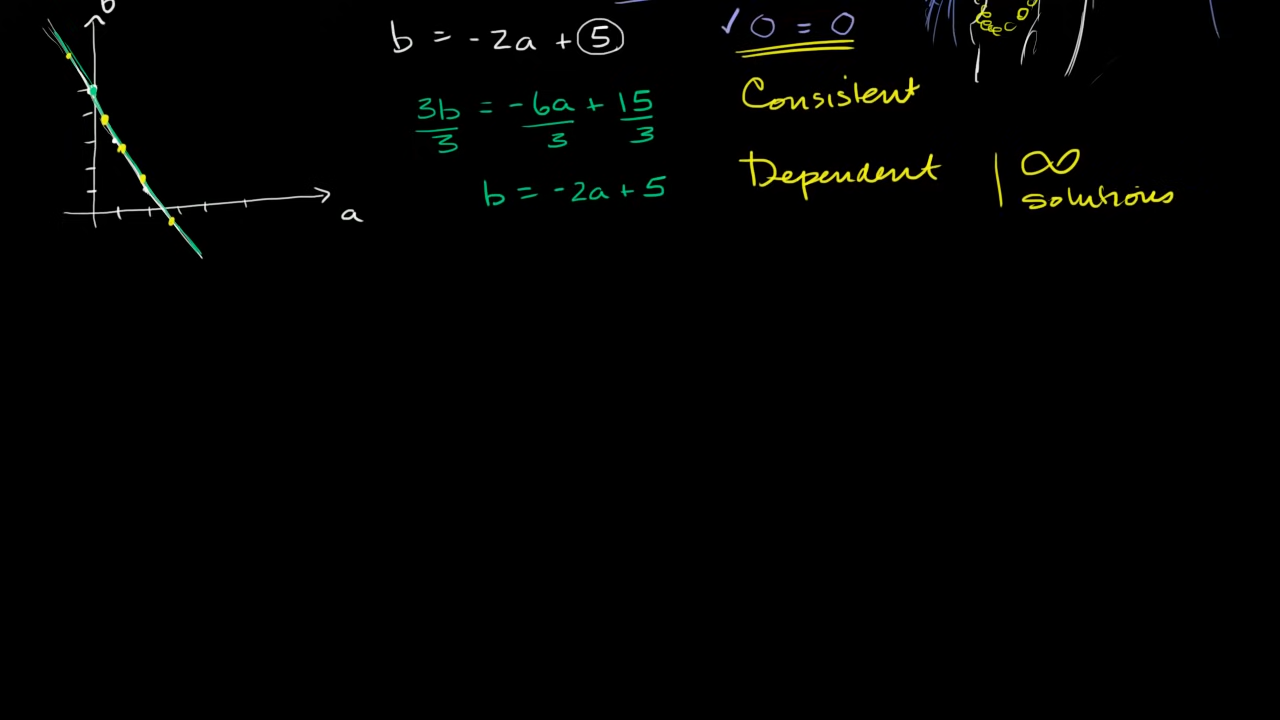 b
b = -2a + 5
✓ 0 = 0
3b = -6a + 15
3 3 3
b = -2a + 5
Consistent
Dependent | ∞
solutions
a